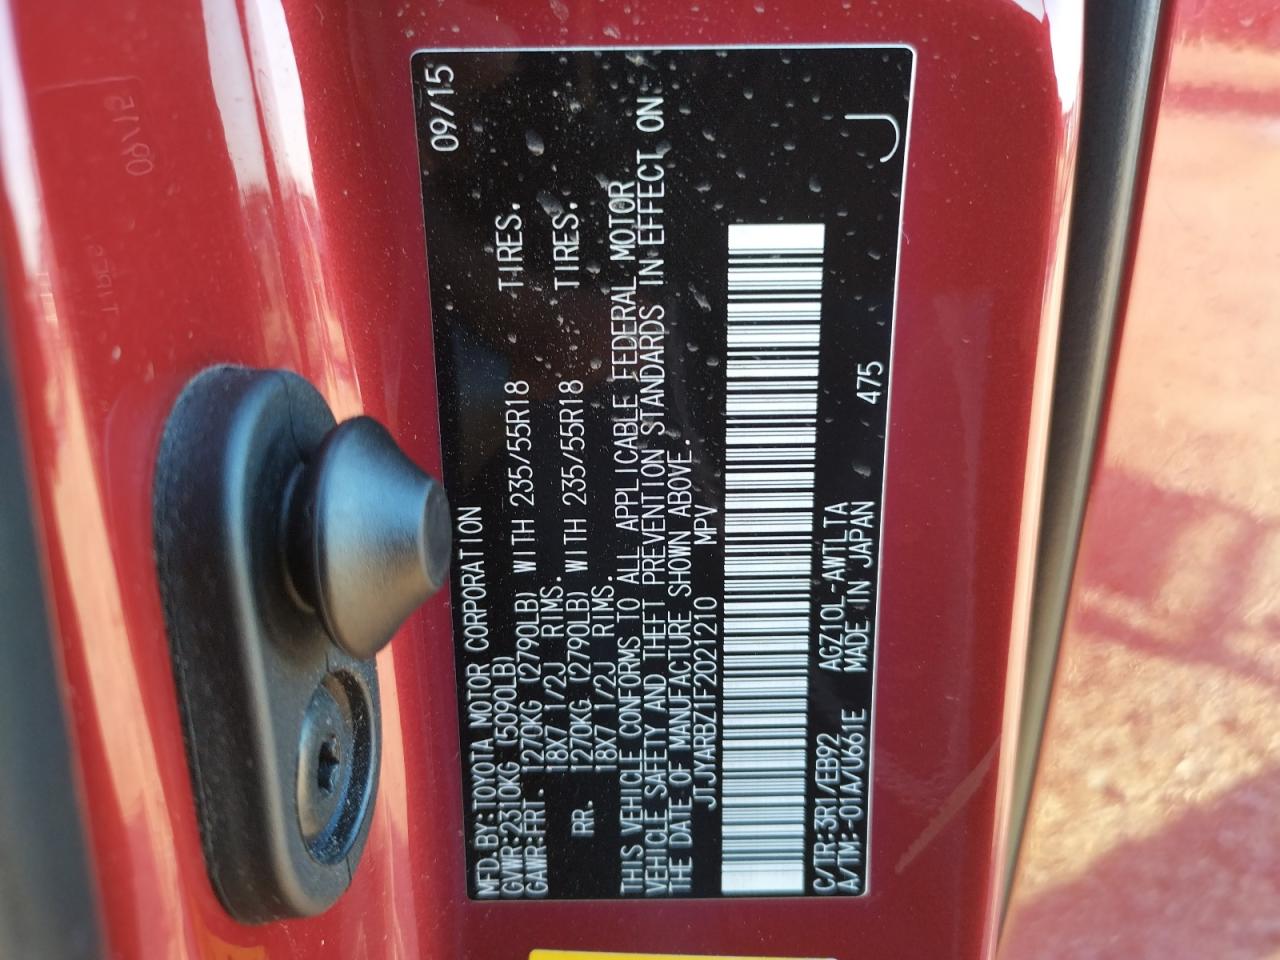 MFD. BY: TOYOTA MOTOR CORPORATION 09/15
GVWR: 2310KG (5090LB)
GAWR: FRT. 1270KG (2790LB) WITH 235/55R18 TIRES.
18X7 1/2J RIMS.
RR. 1270KG (2790LB) WITH 235/55R18 TIRES.
18X7 1/2J RIMS.
THIS VEHICLE CONFORMS TO ALL APPLICABLE FEDERAL MOTOR
VEHICLE SAFETY AND THEFT PREVENTION STANDARDS IN EFFECT ON
THE DATE OF MANUFACTURE SHOWN ABOVE.
JTJYARBZ1F2021210 MPV
C/TR: 3R1/EB92 AGZ10L-AWTLTA
A/TM: -01A/U661E MADE IN JAPAN 475 J